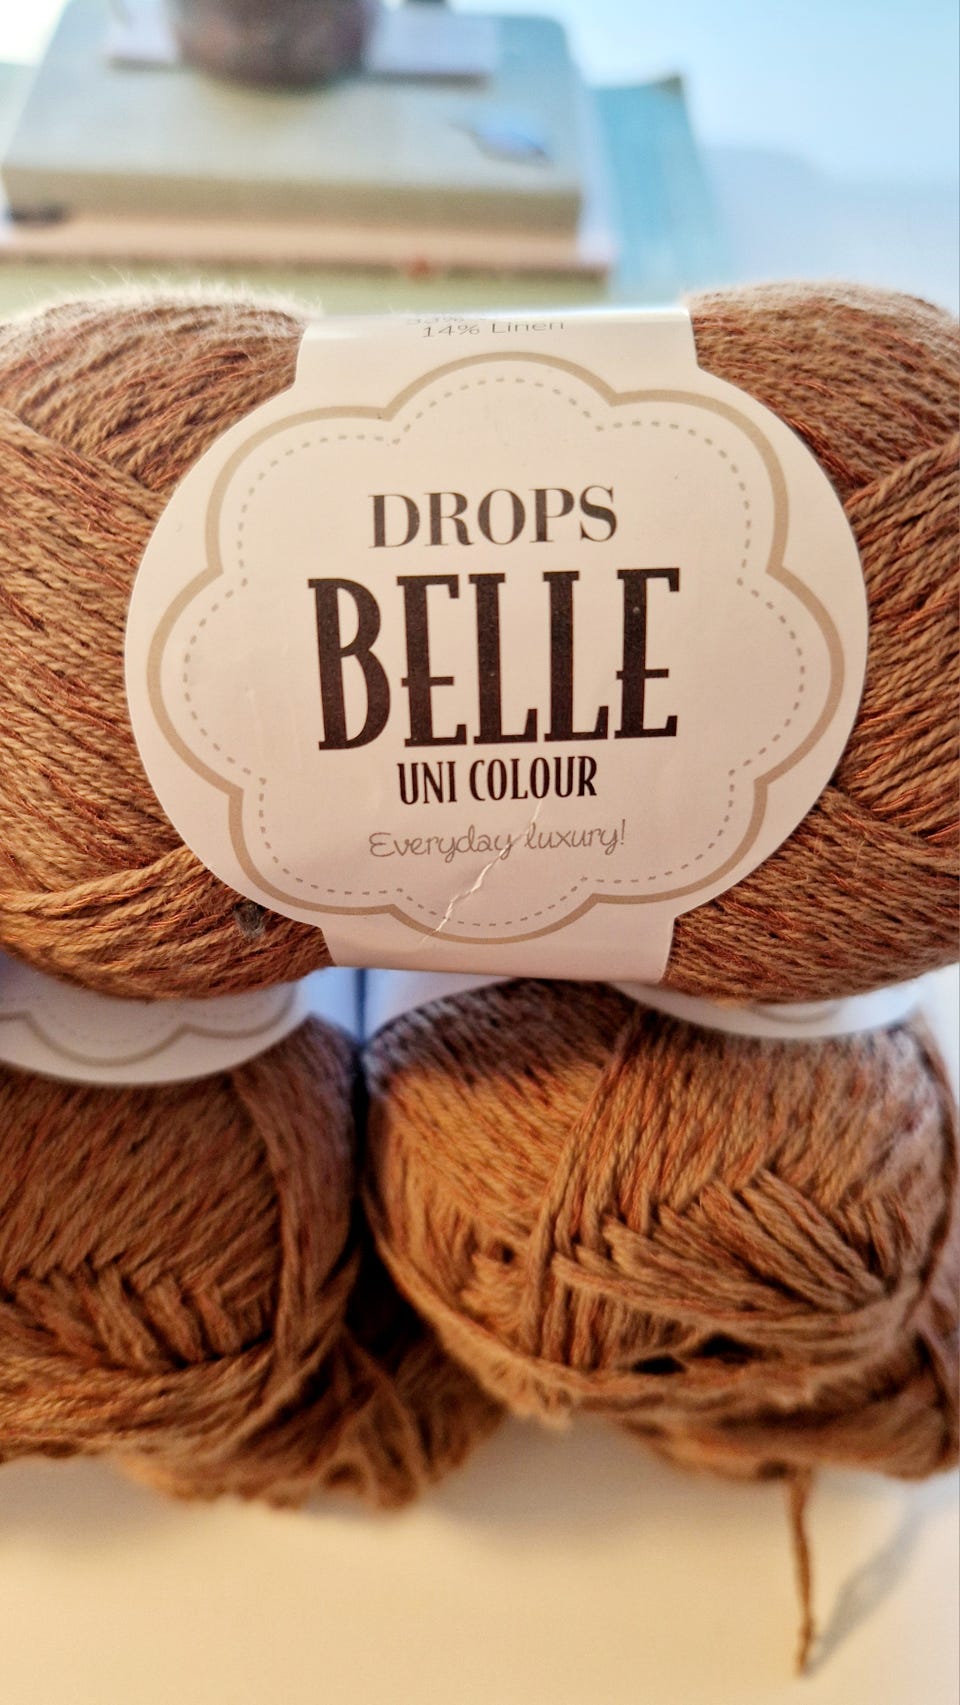 14% Linen
DROPS
BELLE
UNI COLOUR
Everyday luxury!